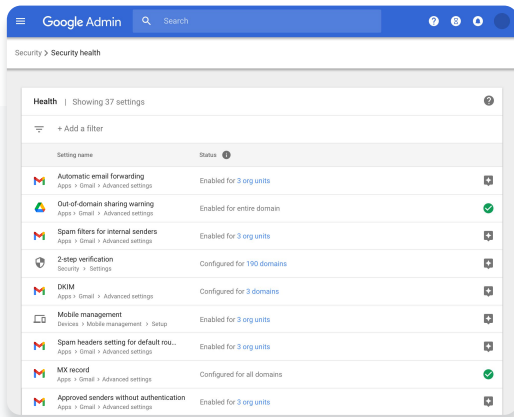 Google Admin
Search
Security > Security health
Health | Showing 37 settings
+ Add a filter
Setting name Status
Automatic email forwarding
Apps > Gmail > Advanced settings
Enabled for 3 org units
Out-of-domain sharing warning
Apps > Gmail > Advanced settings
Enabled for entire domain
Spam filters for internal senders
Apps > Gmail > Advanced settings
Enabled for 3 org units
2-step verification
Security > Settings
Configured for 190 domains
DKIM
Apps > Gmail > Advanced settings
Configured for 3 domains
Mobile management
Devices > Mobile management > Setup
Enabled for 3 org units
Spam headers setting for default rou...
Apps > Gmail > Advanced settings
Enabled for 3 org units
MX record
Apps > Gmail > Advanced settings
Configured for all domains
Approved senders without authentication
Apps > Gmail > Advanced settings
Enabled for 3 org units